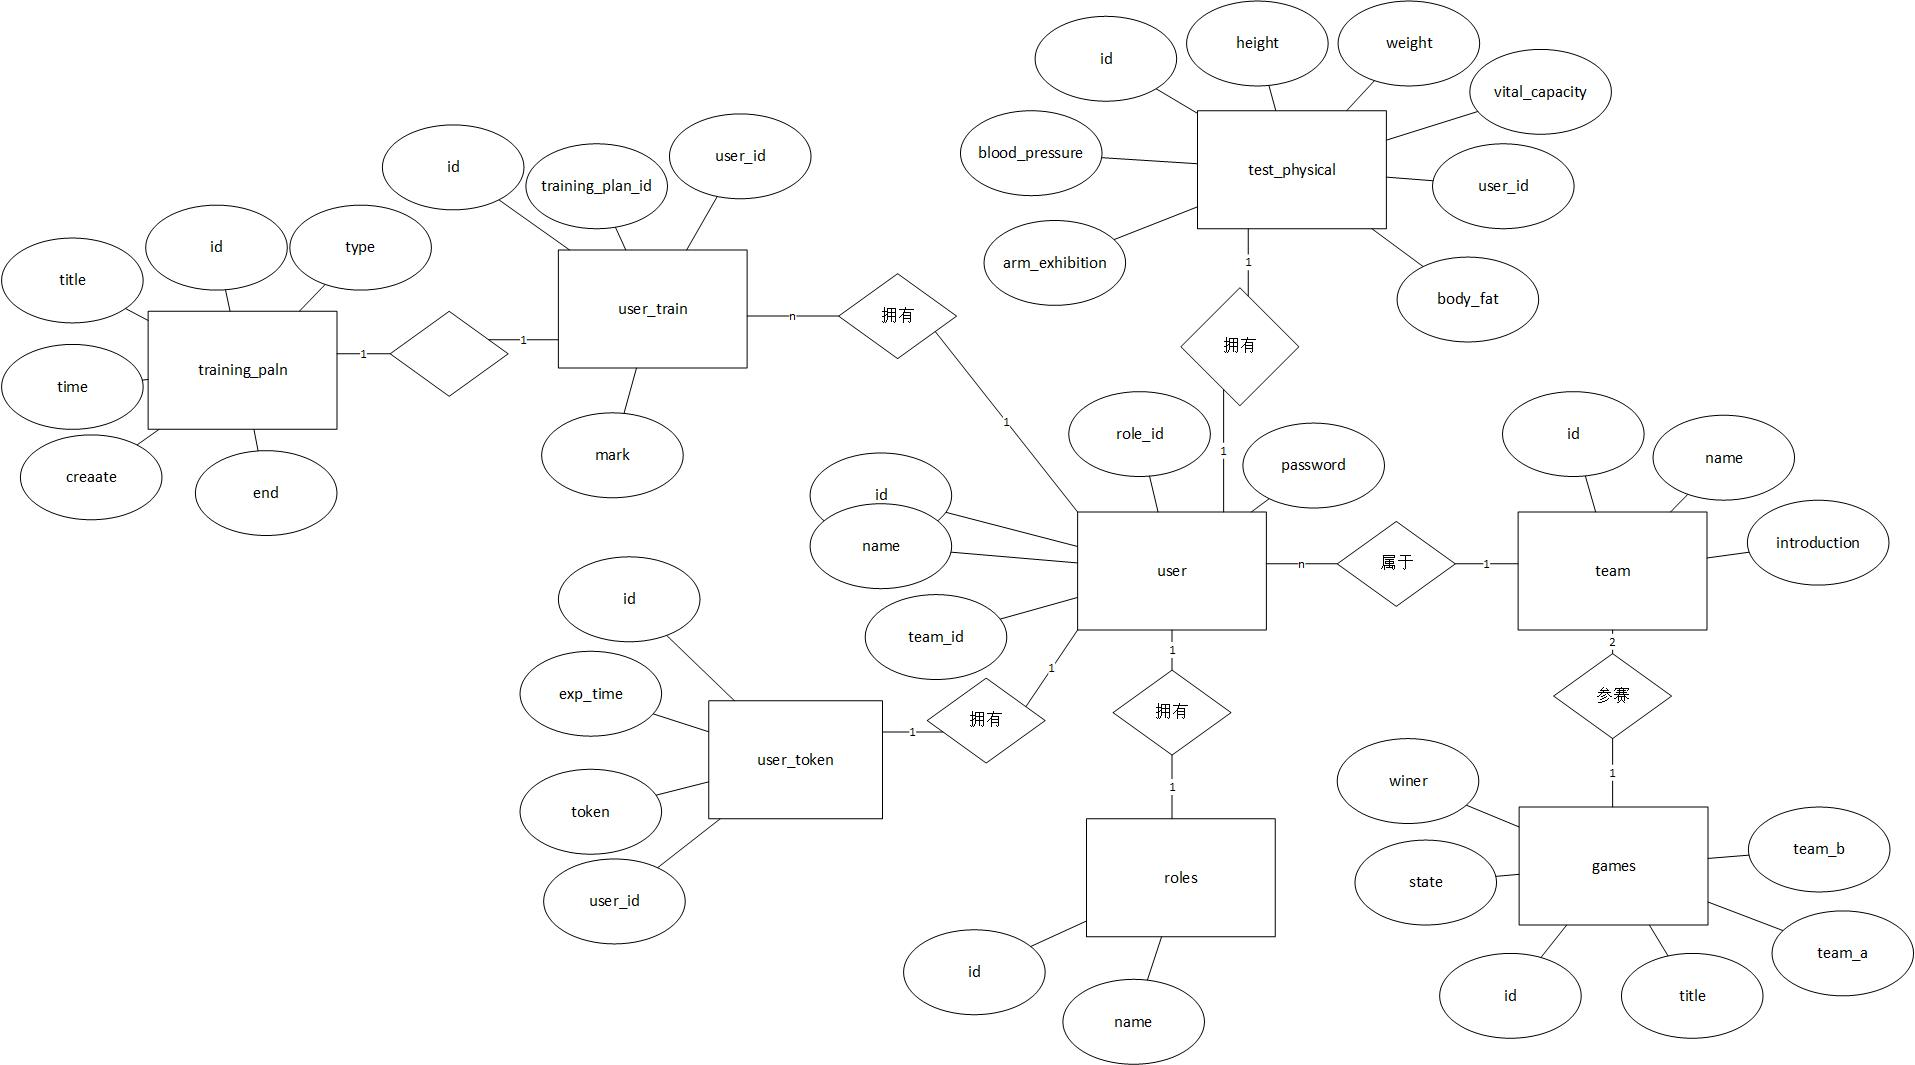 id
height
weight
vital_capacity
blood_pressure
test_physical
user_id
arm_exhibition
body_fat
1
拥有
1
id
training_plan_id
user_id
user_train
mark
n
拥有
1
title
id
type
time
training_paln
creaate
end
1
1
role_id
password
id
name
user
team_id
n
属于
1
id
name
introduction
team
2
参赛
1
id
exp_time
token
user_id
user_token
1
拥有
1
1
拥有
1
roles
id
name
winer
state
games
team_b
team_a
id
title